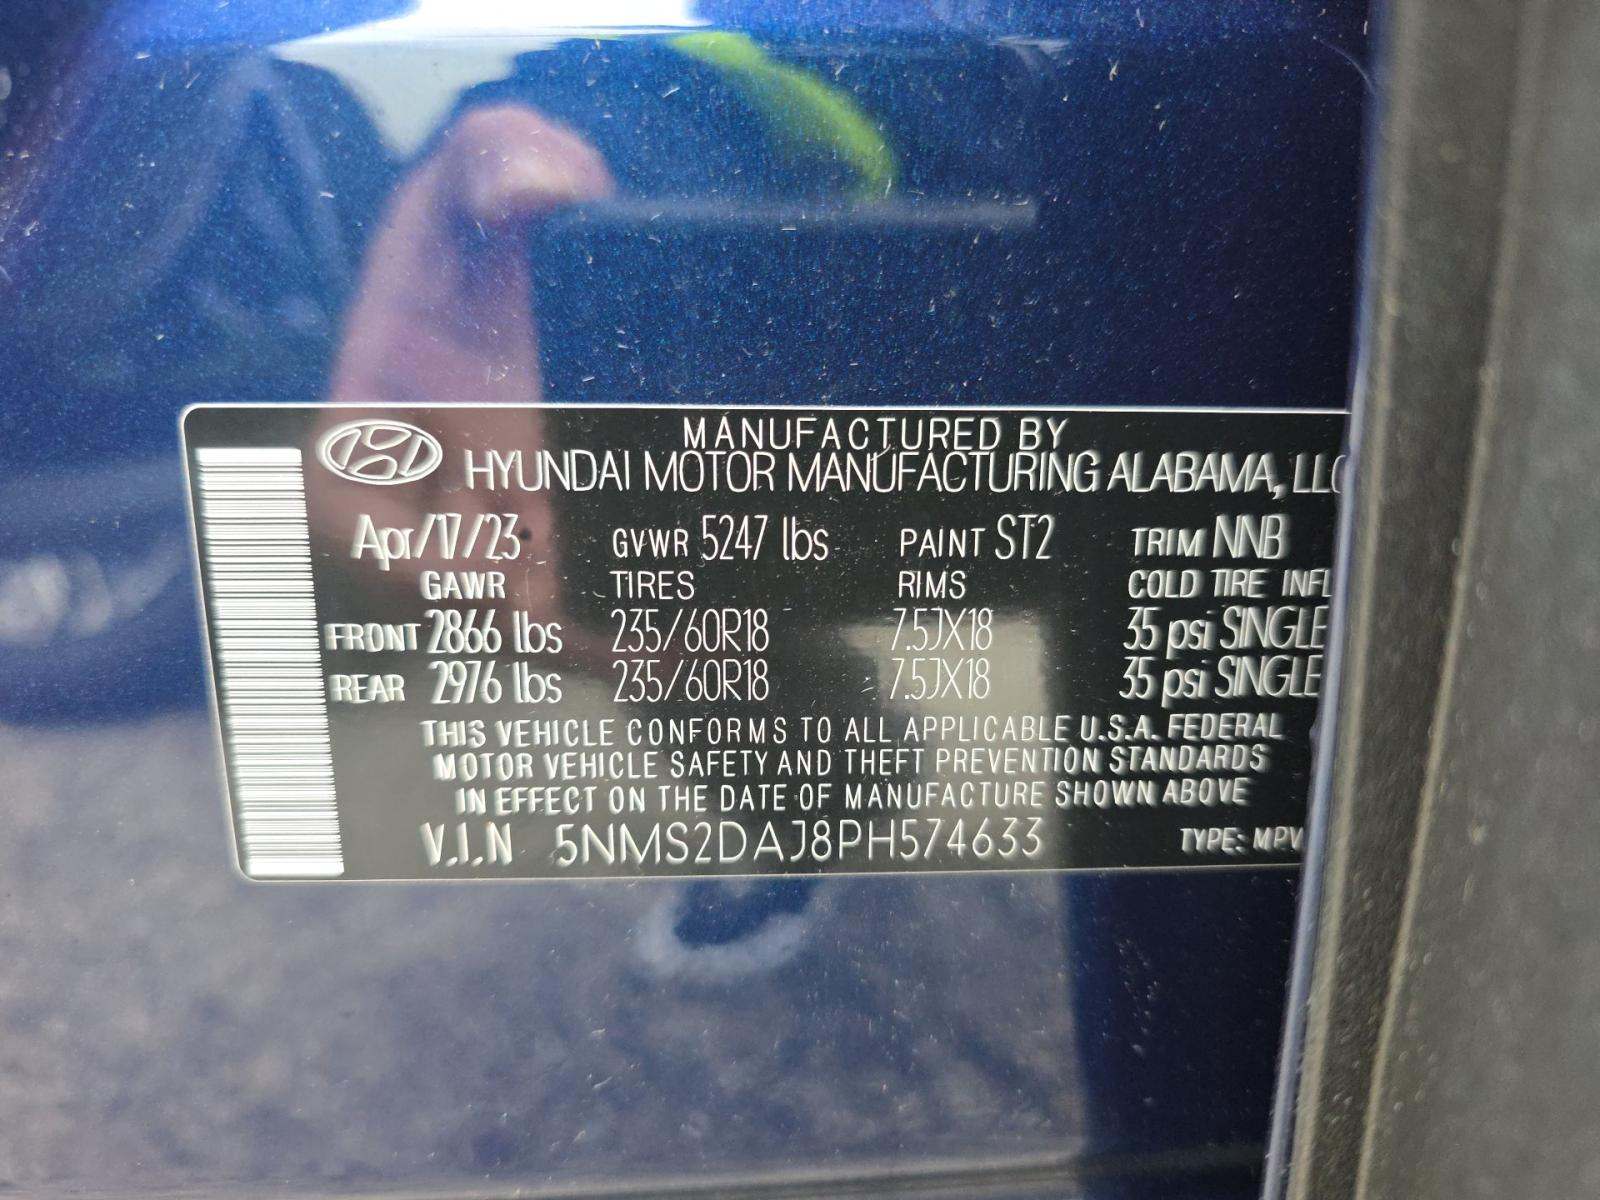 MANUFACTURED BY
HYUNDAI MOTOR MANUFACTURING ALABAMA, LLC
Apr/17/23 GVWR 5247 lbs PAINT ST2 TRIM NNB
GAWR TIRES RIMS COLD TIRE INFL
FRONT 2866 lbs 235/60R18 7.5JX18 35 psi SINGLE
REAR 2976 lbs 235/60R18 7.5JX18 35 psi SINGLE
THIS VEHICLE CONFORMS TO ALL APPLICABLE U.S.A. FEDERAL
MOTOR VEHICLE SAFETY AND THEFT PREVENTION STANDARDS
IN EFFECT ON THE DATE OF MANUFACTURE SHOWN ABOVE
V.I.N 5NMS2DAJ8PH574633 TYPE: MPV